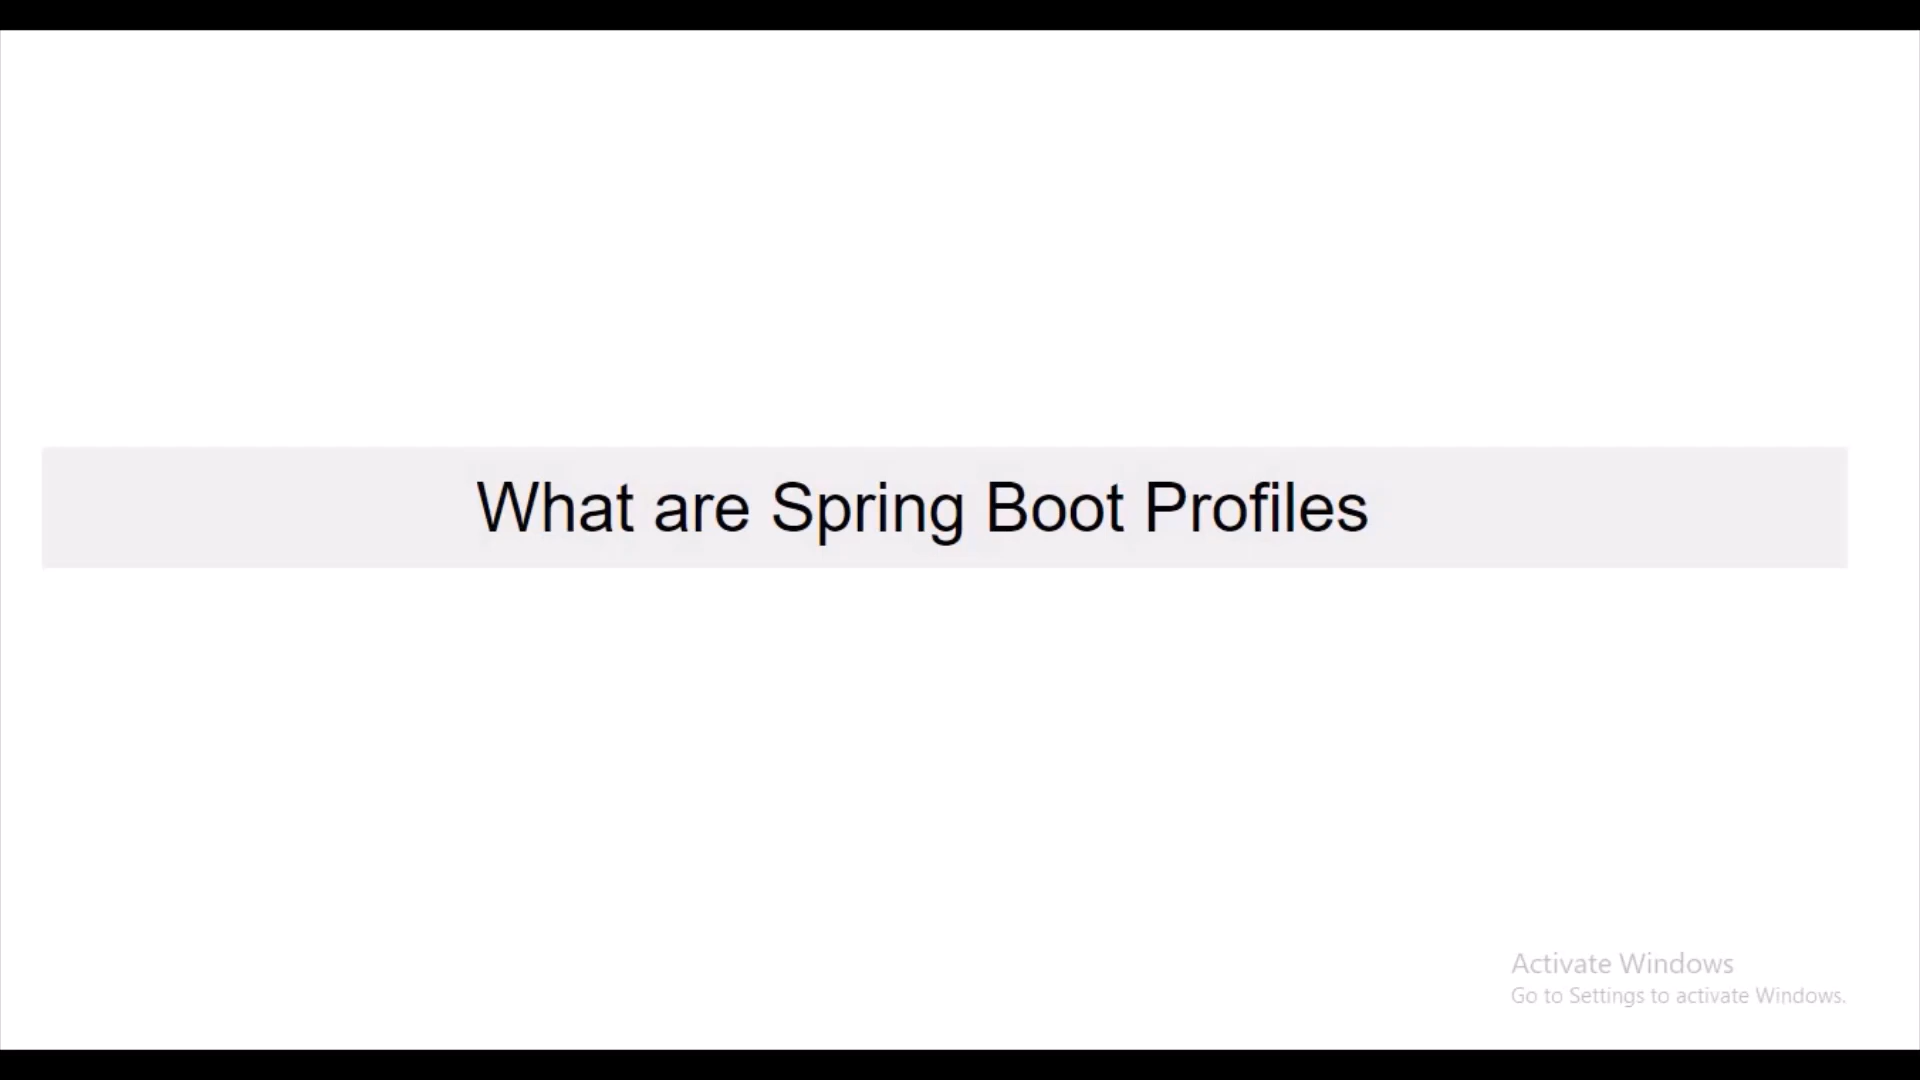 What are Spring Boot Profiles
Activate Windows
Go to Settings to activate Windows.